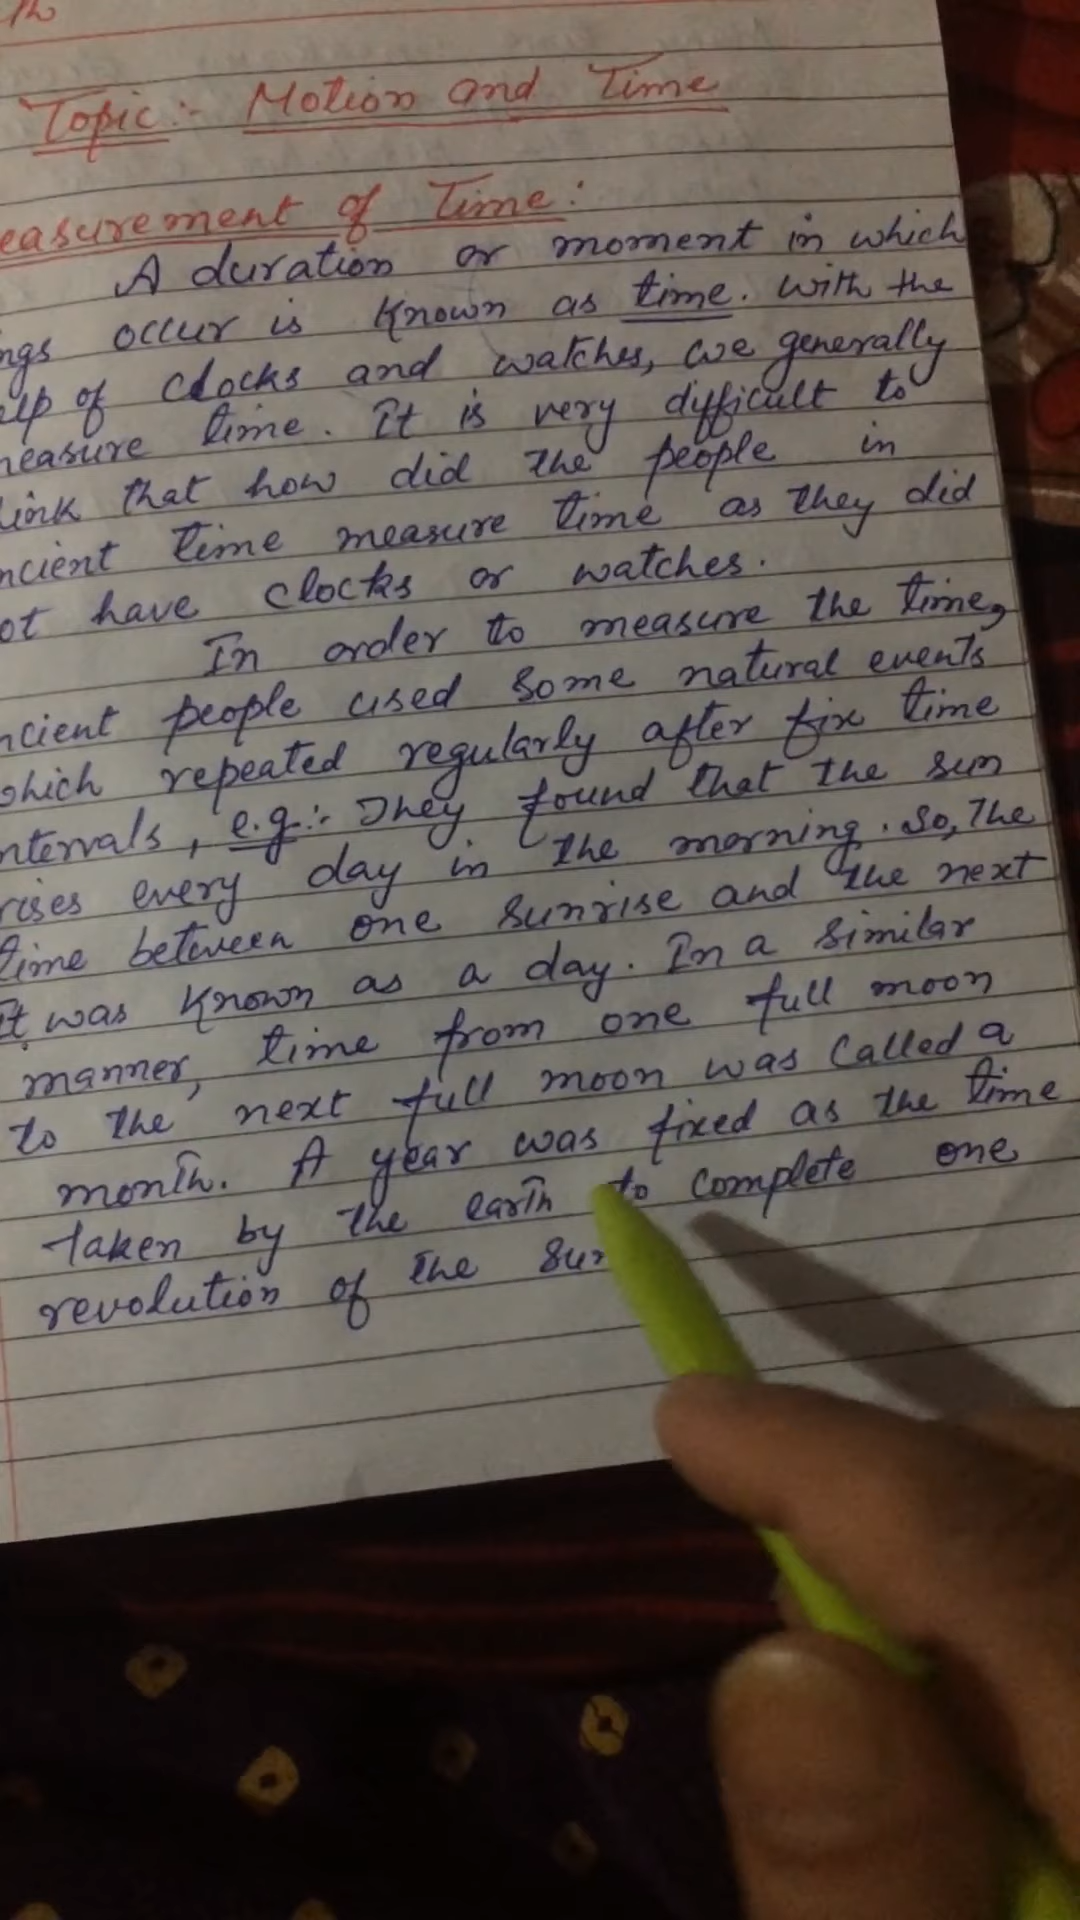 Topic:- Motion and Time
easurement of Time:
A duration or moment in which
ngs occur is known as time. With the
elp of clocks and watches, we generally
neasure time. It is very difficult to
ink that how did the people in
ncient time measure time as they did
ot have clocks or watches.
In order to measure the time,
ncient people used some natural events
which repeated regularly after fix time
ntervals, e.g:- They found that the sun
rises every day in the morning. So, The
time between one sunrise and the next
It was known as a day. In a similar
manner, time from one full moon
to the next full moon was called a
month. A year was fixed as the time
taken by the earth to complete one
revolution of the sun